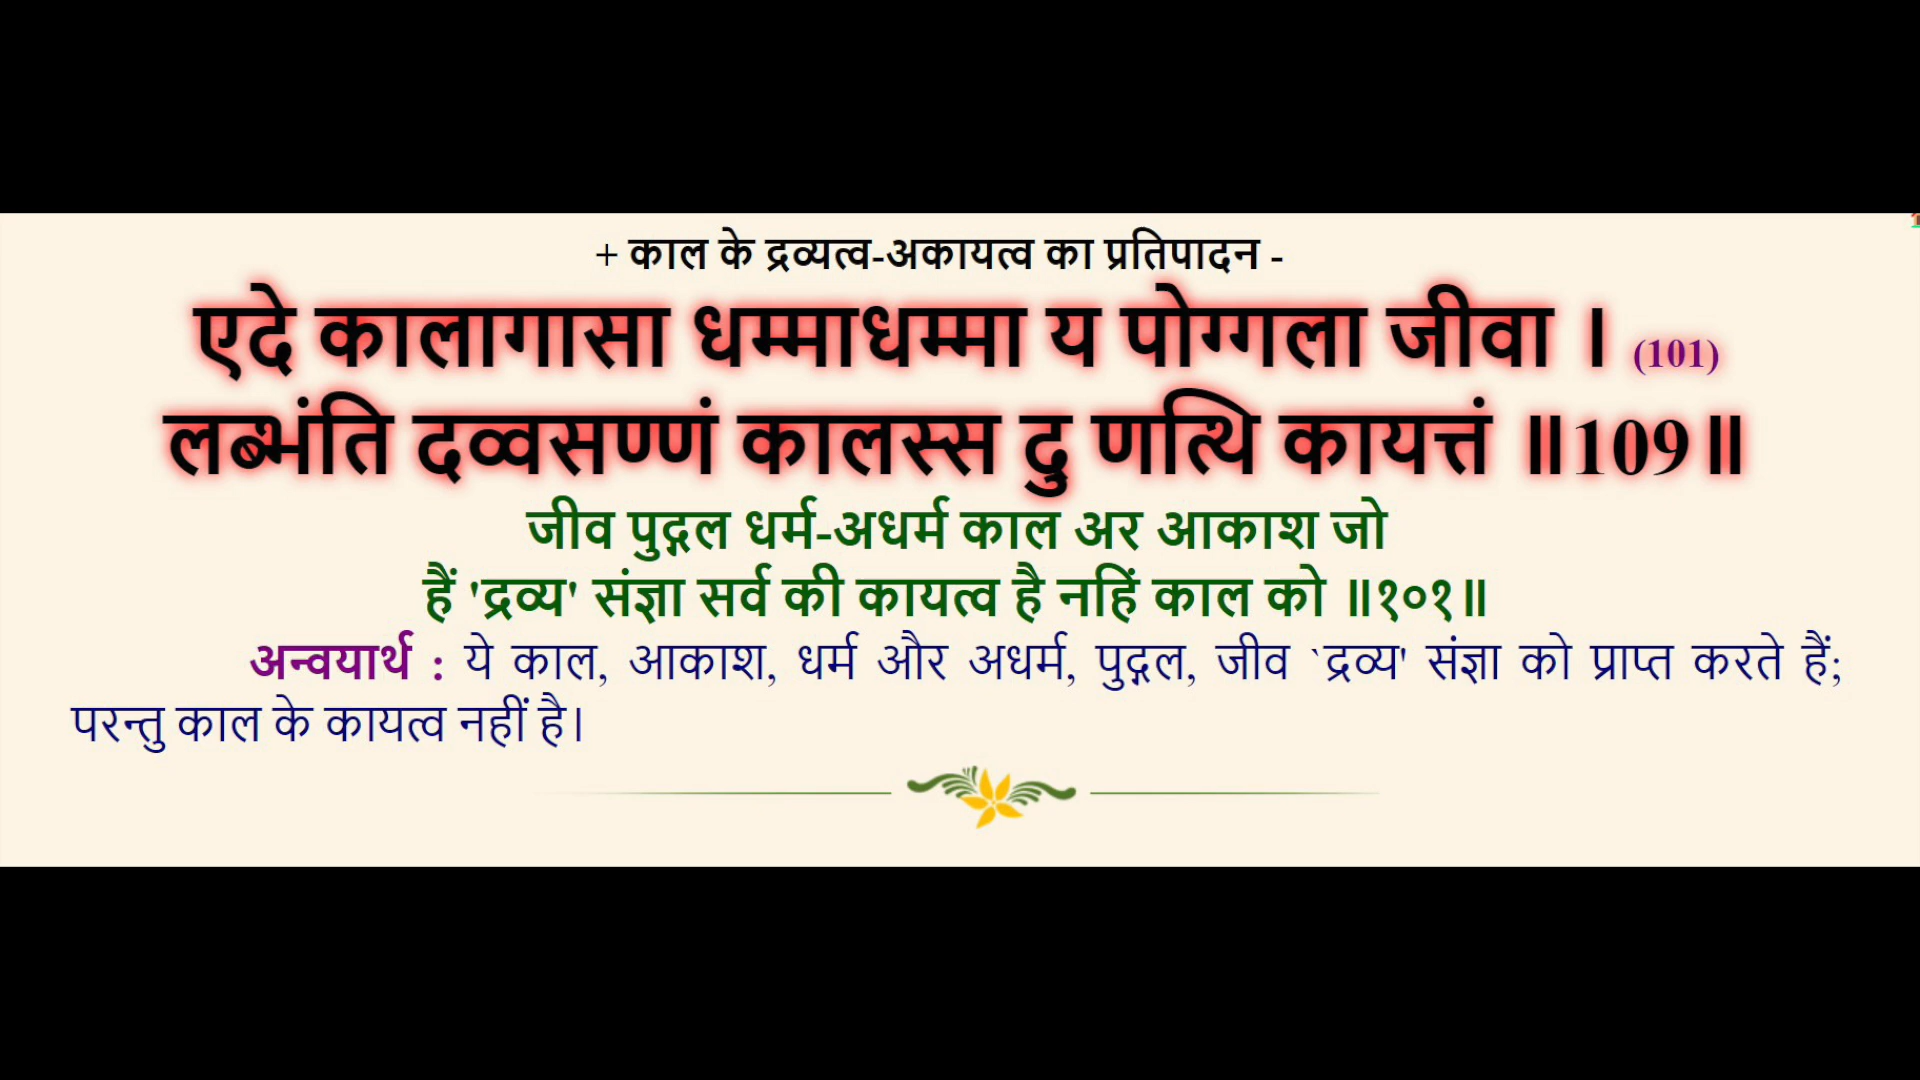 + काल के द्रव्यत्व-अकायत्व का प्रतिपादन -
एदे कालागासा धम्माधम्मा य पोग्गला जीवा । (101)
लब्भंति दव्वसण्णं कालस्स दु णत्थि कायत्तं ॥109॥
जीव पुद्गल धर्म-अधर्म काल अर आकाश जो
हैं 'द्रव्य' संज्ञा सर्व की कायत्व है नहिं काल को ॥१०१॥
अन्वयार्थ : ये काल, आकाश, धर्म और अधर्म, पुद्गल, जीव `द्रव्य' संज्ञा को प्राप्त करते हैं;
परन्तु काल के कायत्व नहीं है।